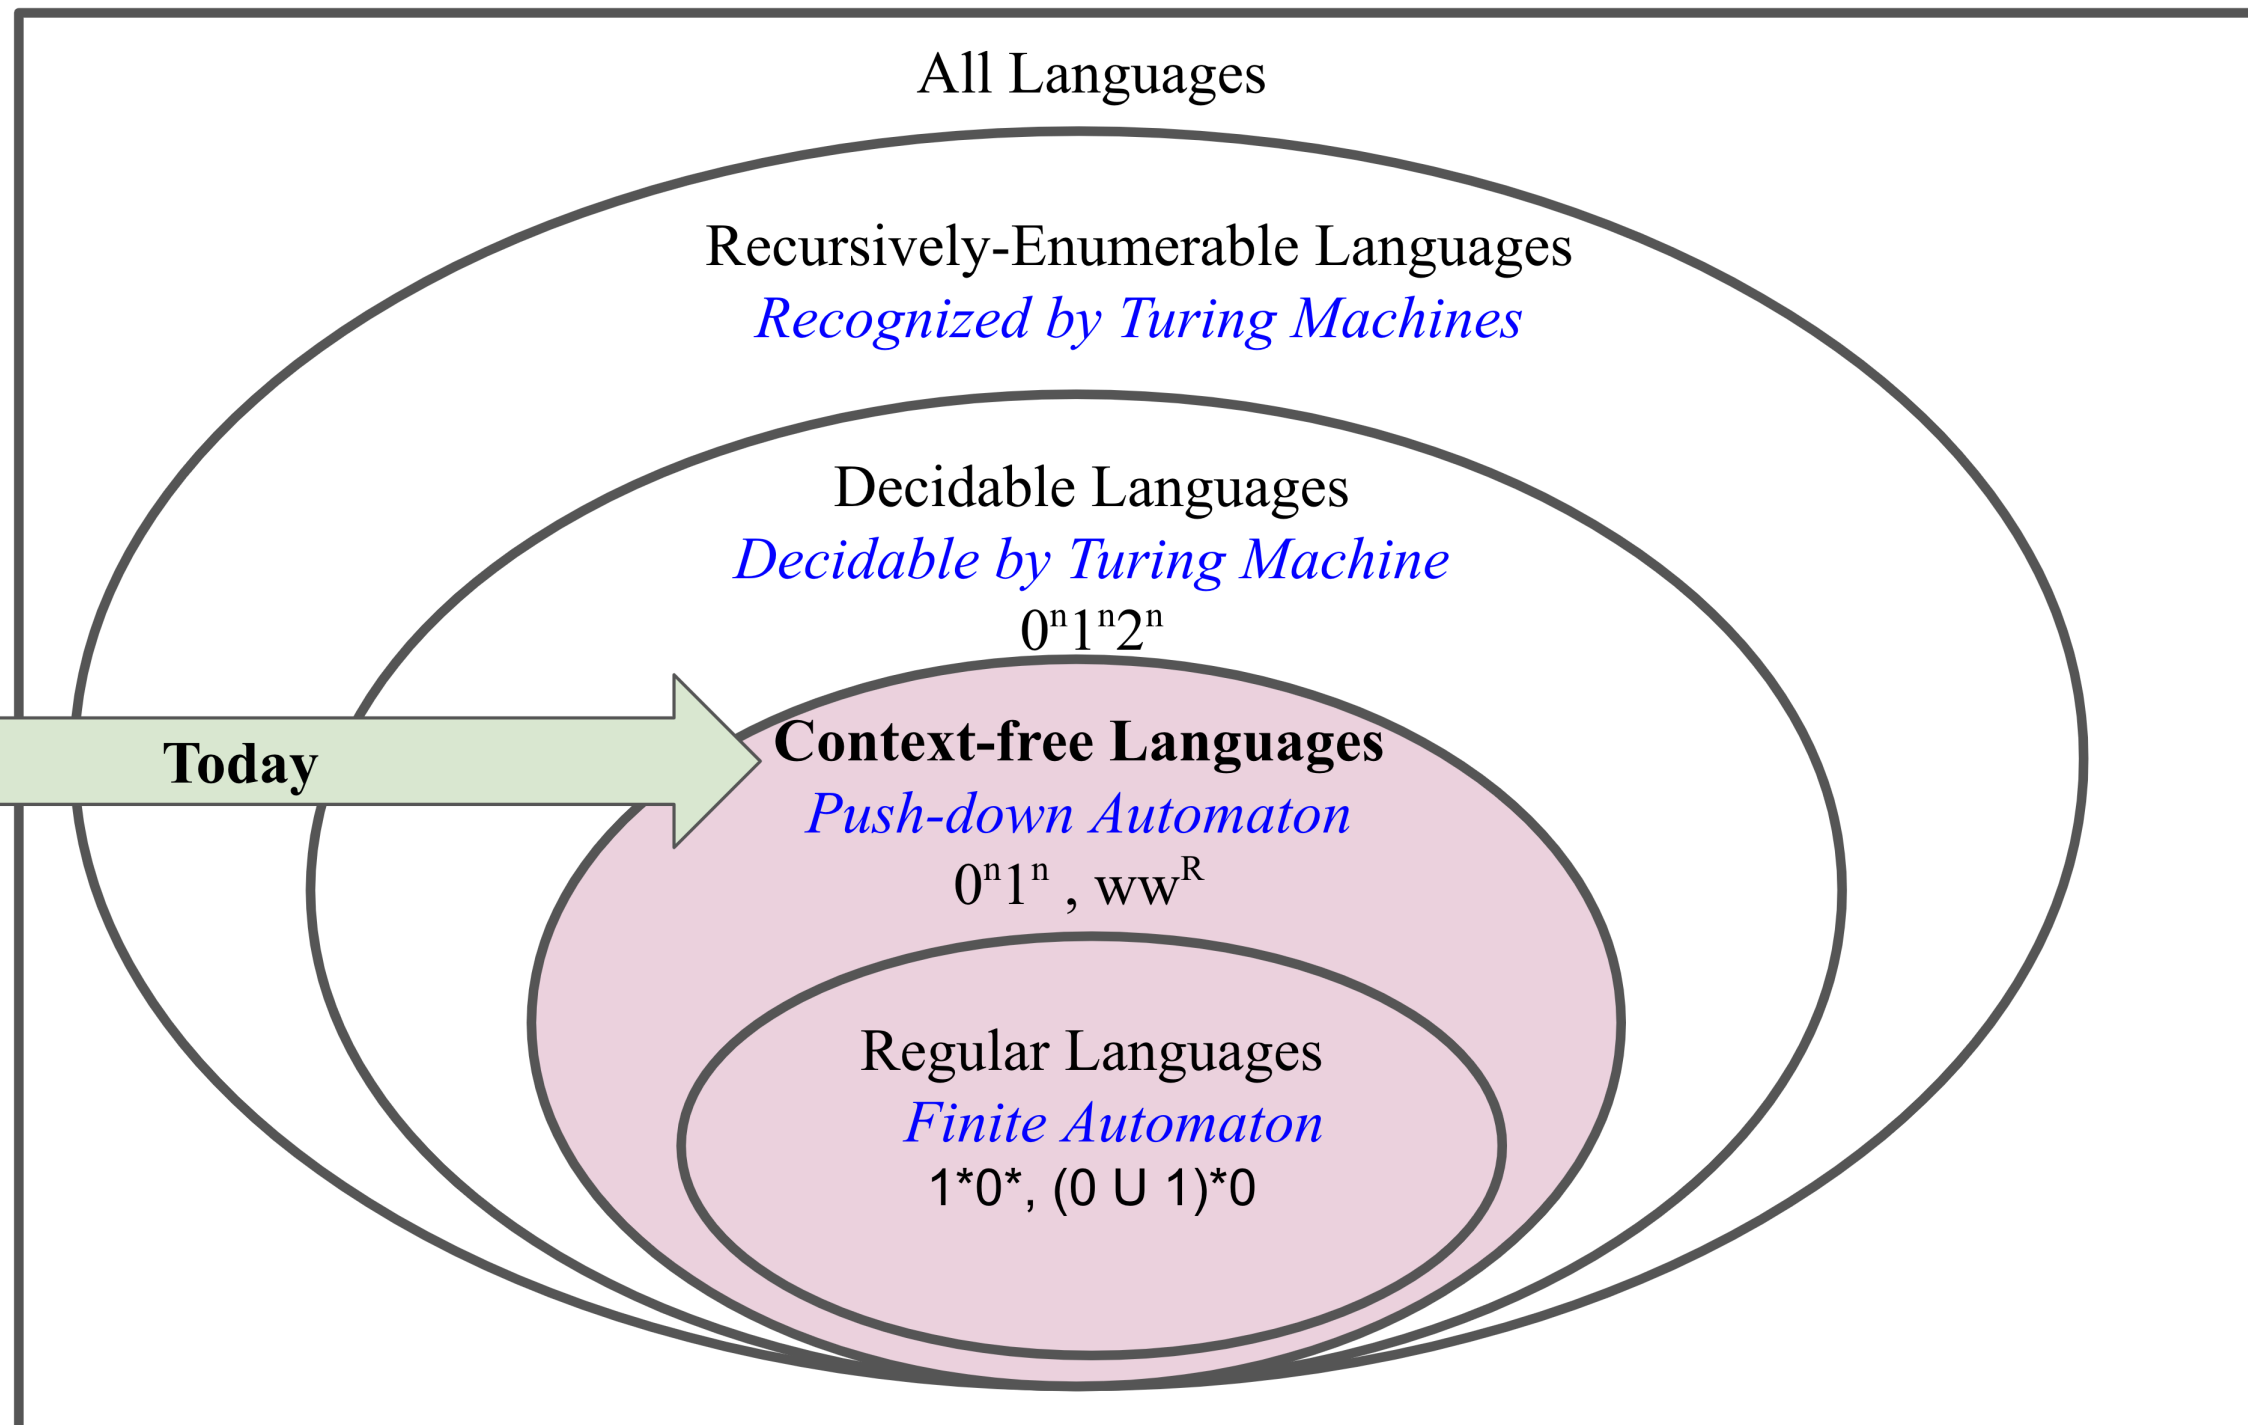 All Languages
Recursively-Enumerable Languages
Recognized by Turing Machines
Decidable Languages
Decidable by Turing Machine
0ⁿ1ⁿ2ⁿ
Today
Context-free Languages
Push-down Automaton
0ⁿ1ⁿ , wwᴿ
Regular Languages
Finite Automaton
1*0*, (0 U 1)*0